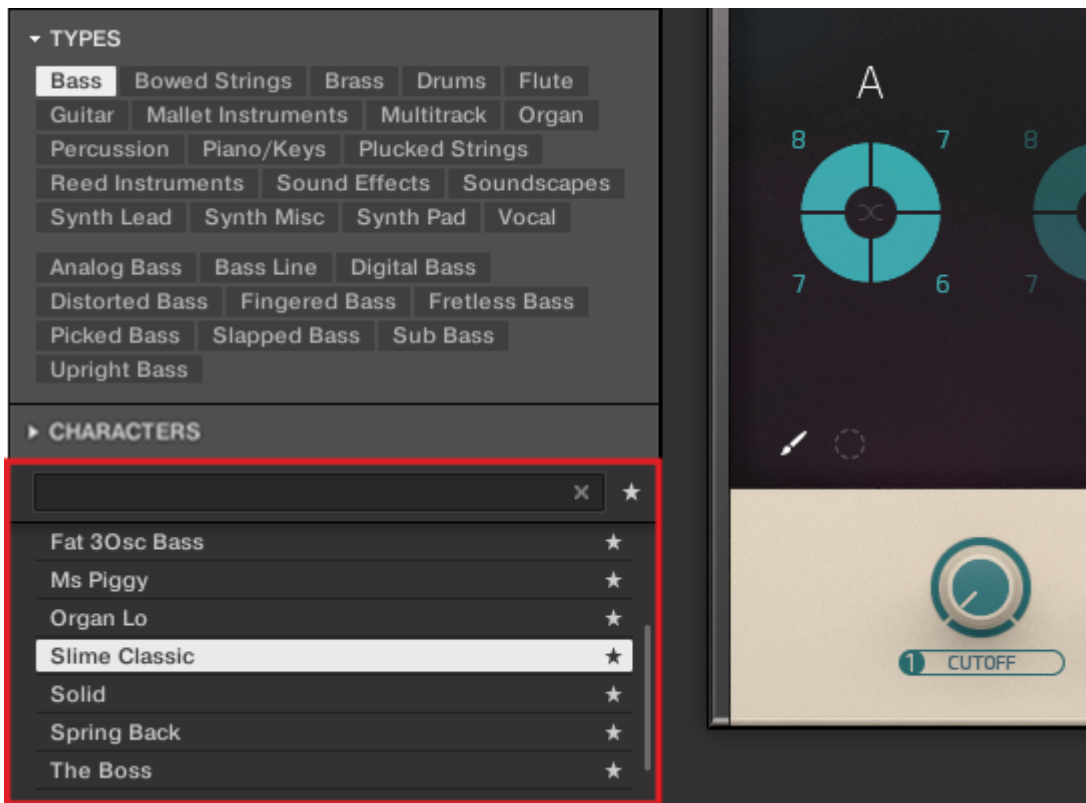 TYPES
Bass Bowed Strings Brass Drums Flute
Guitar Mallet Instruments Multitrack Organ
Percussion Piano/Keys Plucked Strings
Reed Instruments Sound Effects Soundscapes
Synth Lead Synth Misc Synth Pad Vocal
Analog Bass Bass Line Digital Bass
Distorted Bass Fingered Bass Fretless Bass
Picked Bass Slapped Bass Sub Bass
Upright Bass
CHARACTERS
Fat 3Osc Bass
Ms Piggy
Organ Lo
Slime Classic
Solid
Spring Back
The Boss
A
8 7 8
7 6 7
1 CUTOFF